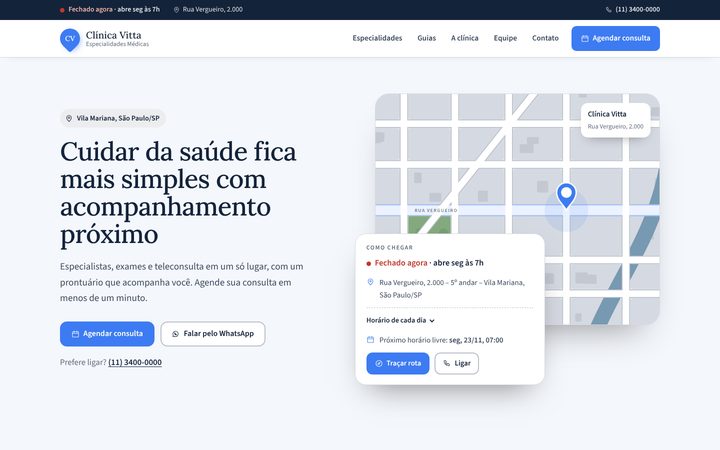 Fechado agora · abre seg às 7h
Rua Vergueiro, 2.000
(11) 3400-0000
CV
Clínica Vitta
Especialidades Médicas
Especialidades
Guias
A clínica
Equipe
Contato
Agendar consulta
Vila Mariana, São Paulo/SP
Cuidar da saúde fica
mais simples com
acompanhamento
próximo
Especialistas, exames e teleconsulta em um só lugar, com um
prontuário que acompanha você. Agende sua consulta em
menos de um minuto.
Agendar consulta
Falar pelo WhatsApp
Prefere ligar? (11) 3400-0000
Clínica Vitta
Rua Vergueiro, 2.000
RUA VERGUEIRO
COMO CHEGAR
Fechado agora · abre seg às 7h
Rua Vergueiro, 2.000 – 5º andar – Vila Mariana,
São Paulo/SP
Horário de cada dia
Próximo horário livre: seg, 23/11, 07:00
Traçar rota
Ligar